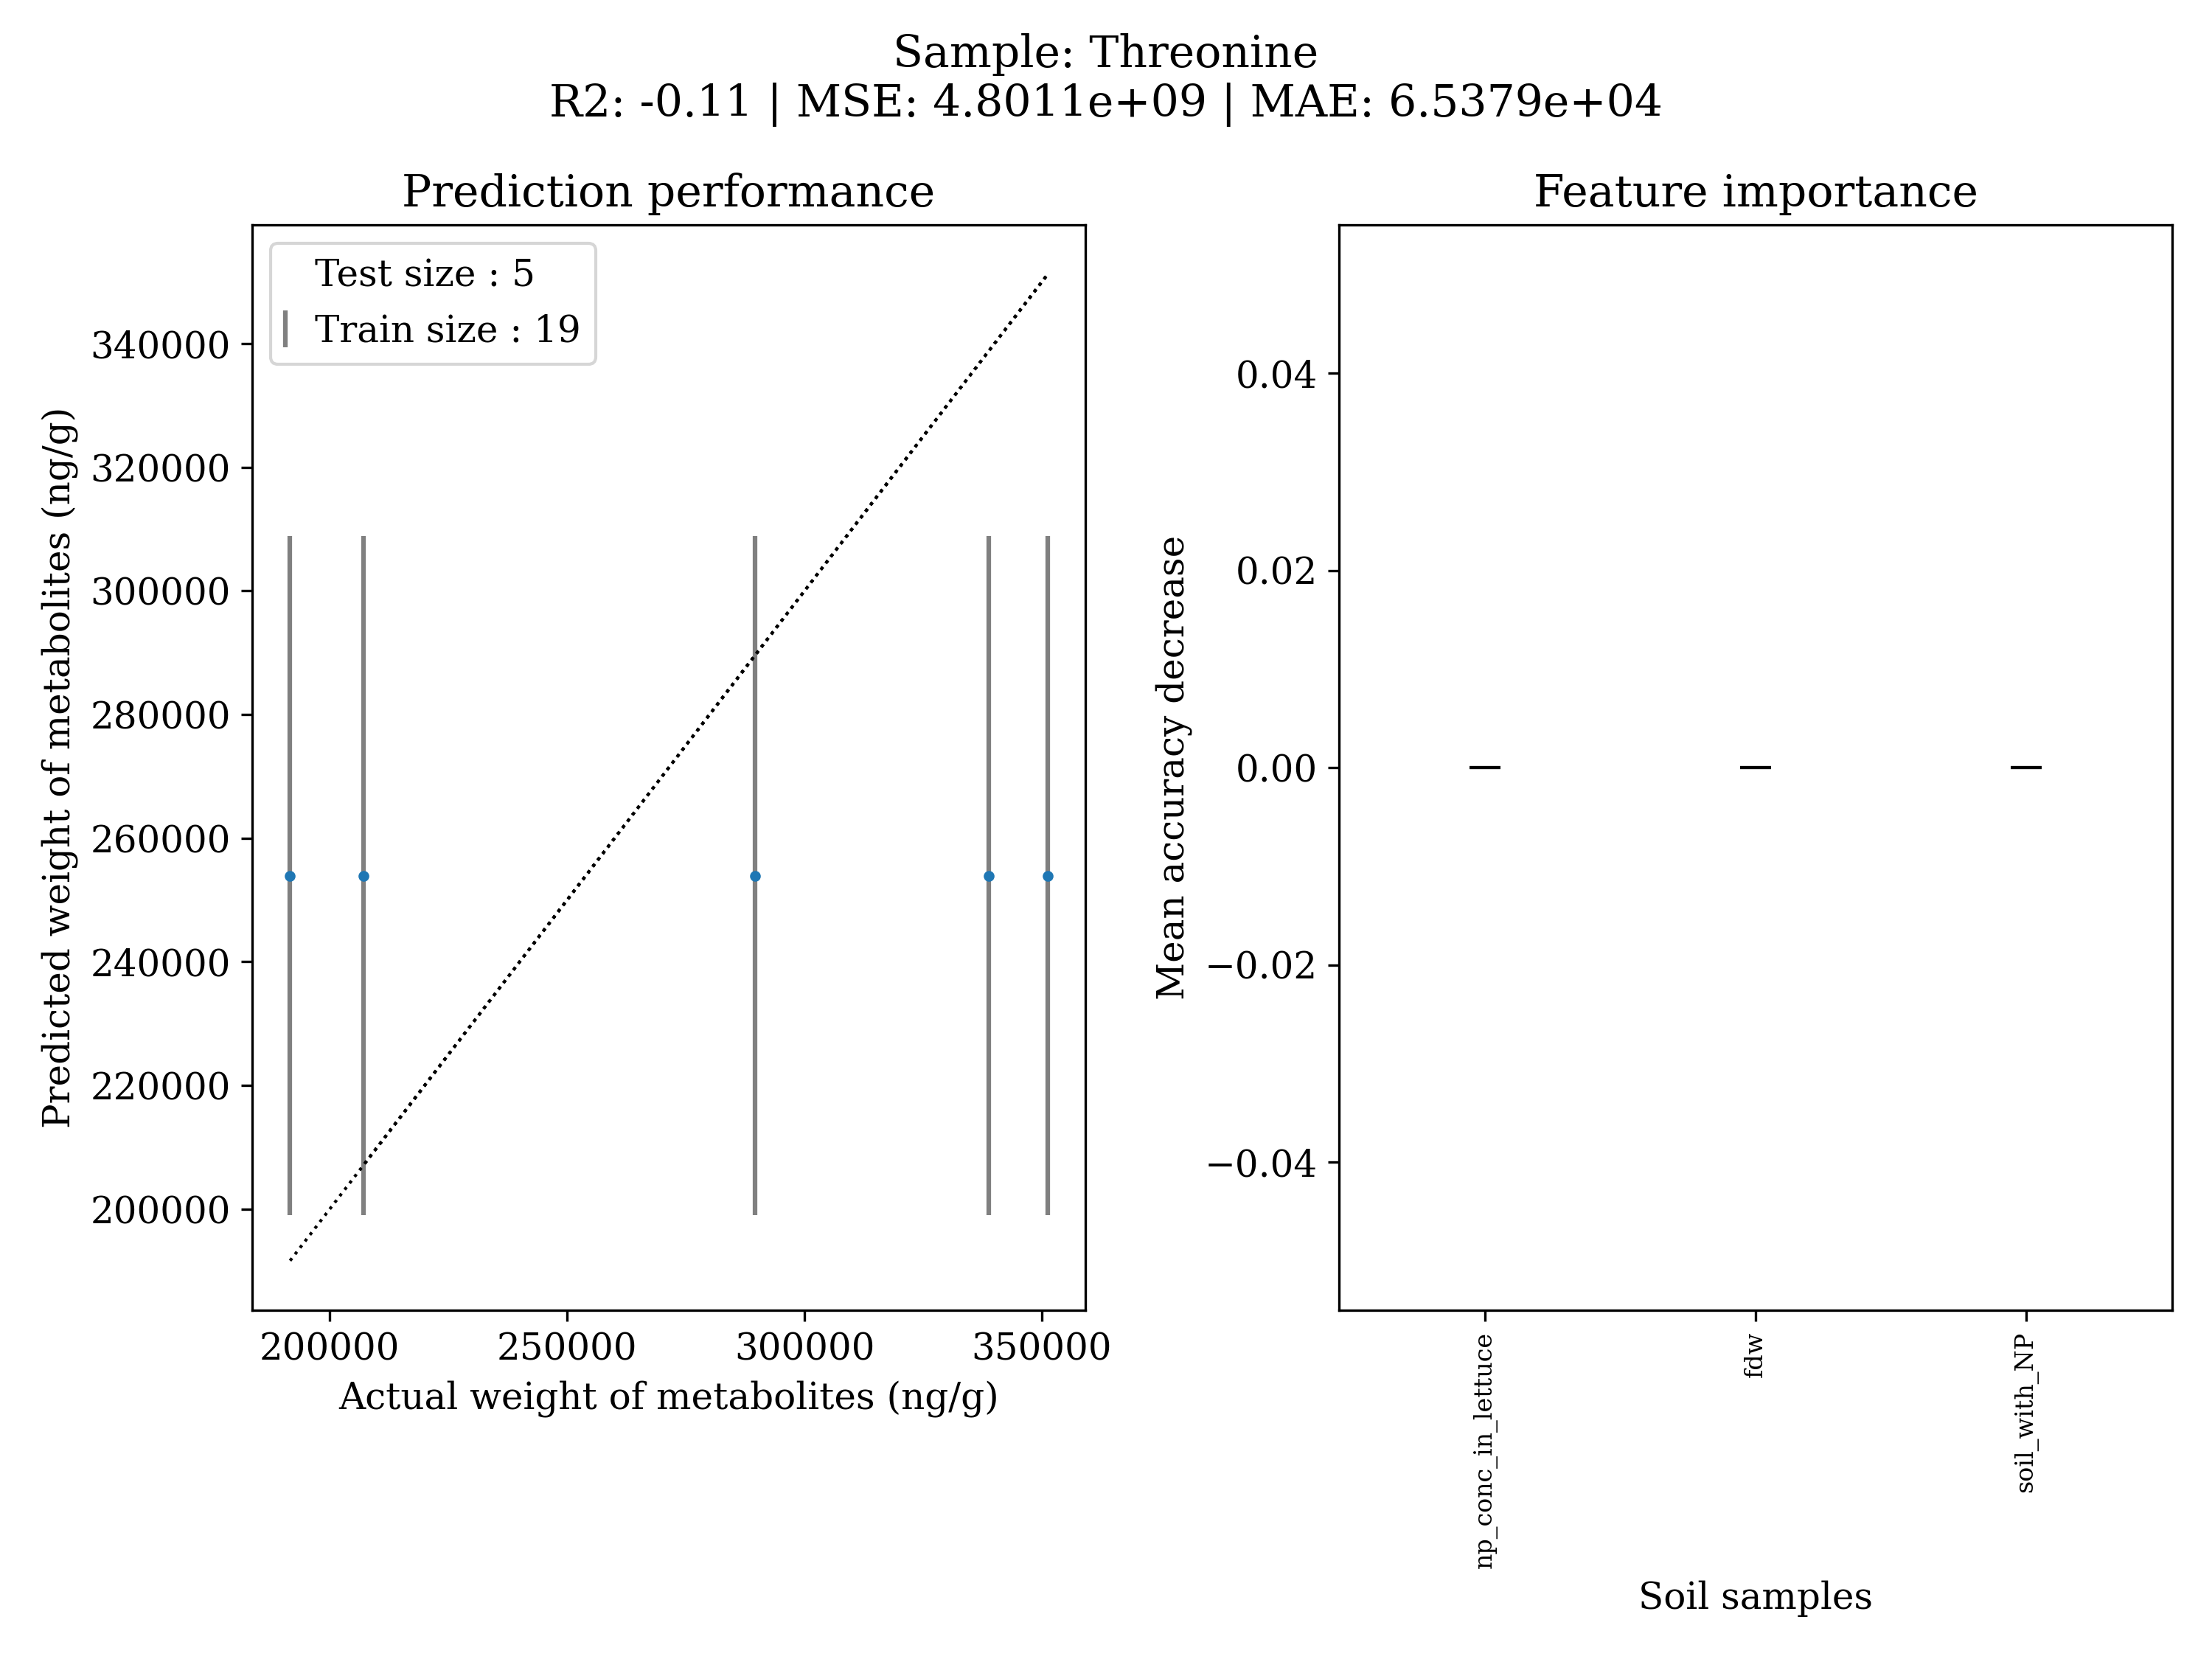 Sample: Threonine
R2: -0.11 | MSE: 4.8011e+09 | MAE: 6.5379e+04
Prediction performance
Test size : 5
Train size : 19
340000
320000
300000
280000
260000
240000
220000
200000
Predicted weight of metabolites (ng/g)
200000 250000 300000 350000
Actual weight of metabolites (ng/g)
Feature importance
0.04
0.02
0.00
−0.02
−0.04
Mean accuracy decrease
np_conc_in_lettuce
fdw
soil_with_NP
Soil samples